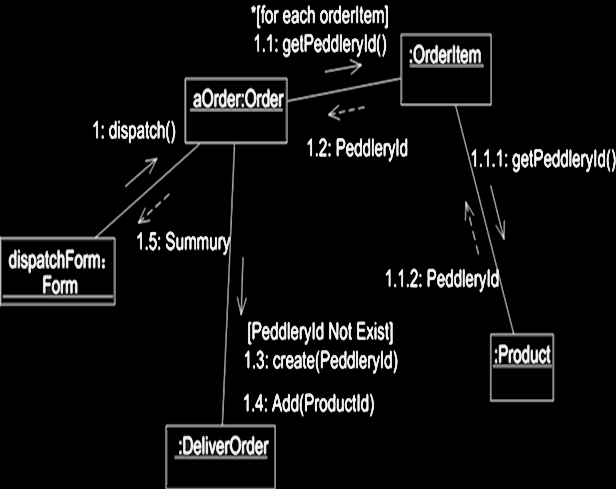 *[for each orderItem]
1.1: getPeddleryId()
:OrderItem
aOrder:Order
1: dispatch()
1.2: PeddleryId
1.1.1: getPeddleryId()
1.5: Summury
dispatchForm:
Form
1.1.2: PeddleryId
[PeddleryId Not Exist]
1.3: create(PeddleryId)
:Product
1.4: Add(ProductId)
:DeliverOrder